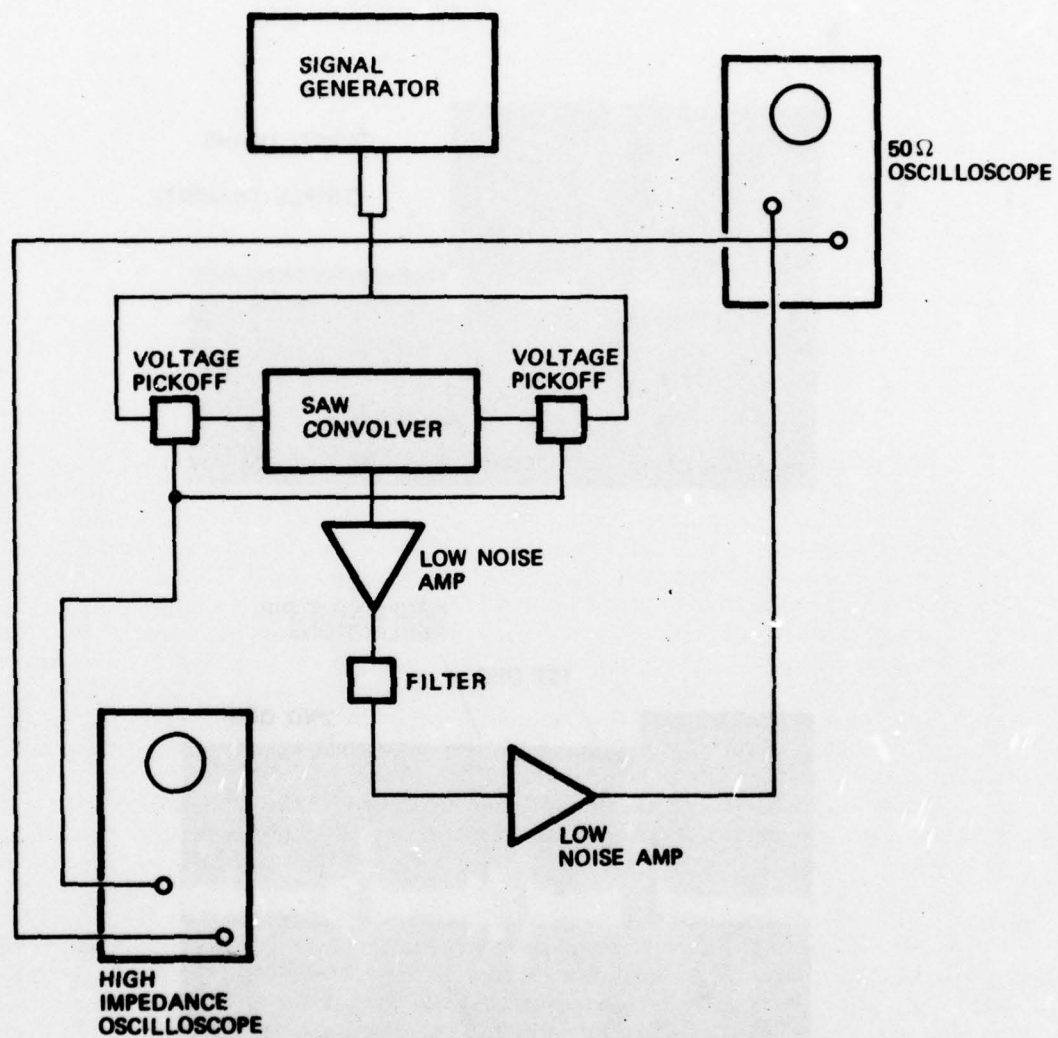 SIGNAL
GENERATOR
50Ω
OSCILLOSCOPE
VOLTAGE
PICKOFF
VOLTAGE
PICKOFF
SAW
CONVOLVER
LOW NOISE
AMP
FILTER
LOW
NOISE AMP
HIGH
IMPEDANCE
OSCILLOSCOPE